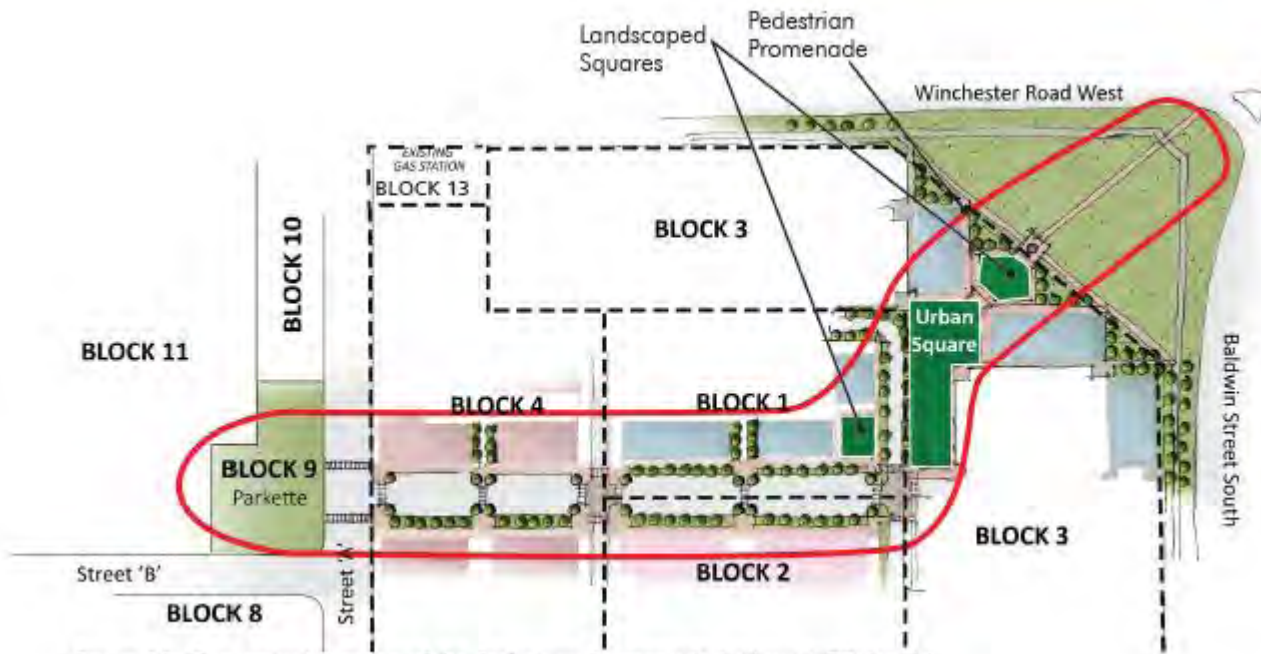 Pedestrian
Promenade
Landscaped
Squares
Winchester Road West
EXISTING
GAS STATION
BLOCK 13
BLOCK 3
BLOCK 10
Urban
Square
BLOCK 11
Baldwin Street South
BLOCK 4
BLOCK 1
BLOCK 9
Parkette
BLOCK 3
Street 'B'
Street 'A'
BLOCK 2
BLOCK 8